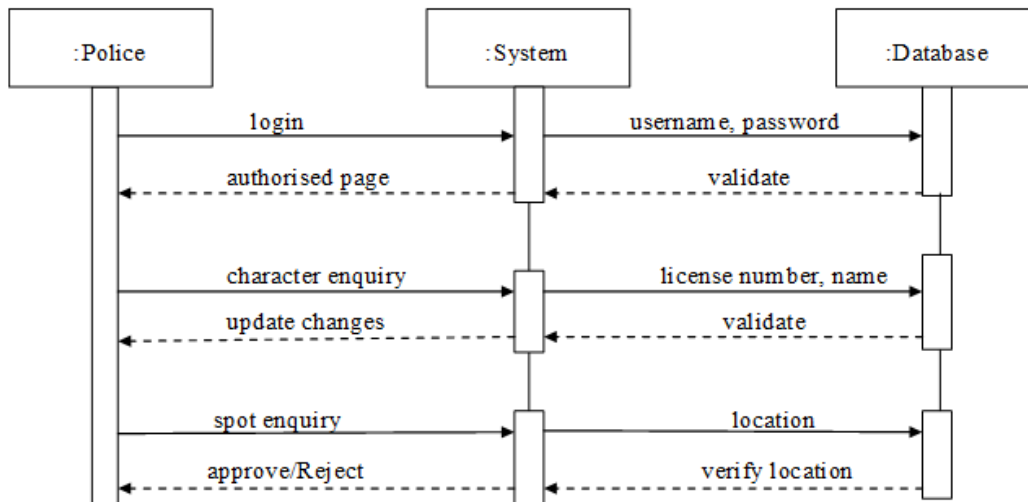 :Police
:System
:Database
login
username, password
authorised page
validate
character enquiry
license number, name
update changes
validate
spot enquiry
location
approve/Reject
verify location